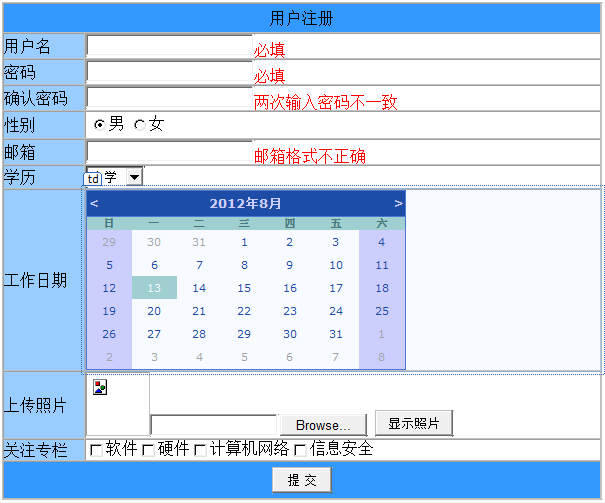 用户注册
用户名 必填
密码 必填
确认密码 两次输入密码不一致
性别 男 女
邮箱 邮箱格式不正确
学历 td 学
< 2012年8月 >
日 一 二 三 四 五 六
29 30 31 1 2 3 4
5 6 7 8 9 10 11
工作日期
12 13 14 15 16 17 18
19 20 21 22 23 24 25
26 27 28 29 30 31 1
2 3 4 5 6 7 8
上传照片 Browse... 显示照片
关注专栏 软件 硬件 计算机网络 信息安全
提 交